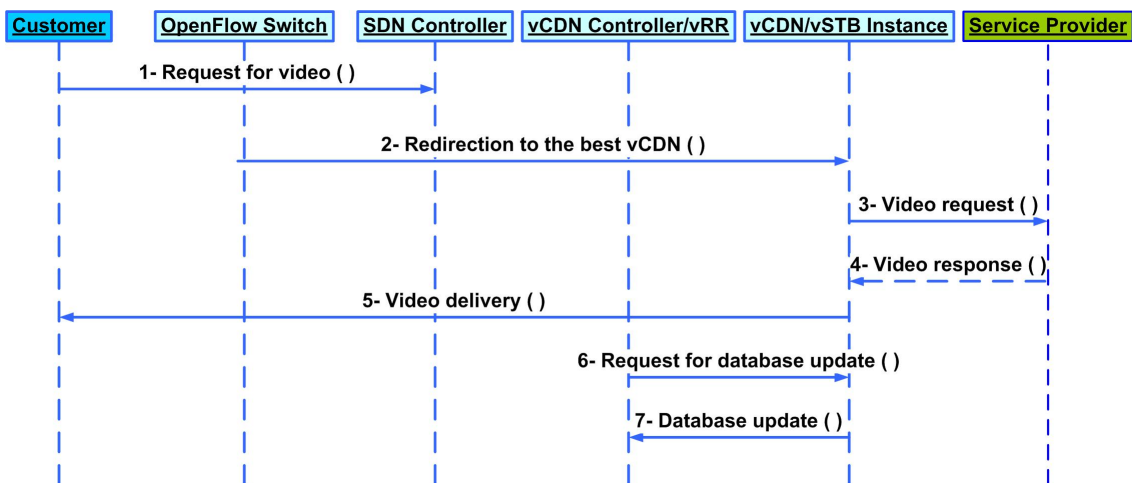 Customer
OpenFlow Switch
SDN Controller
vCDN Controller/vRR
vCDN/vSTB Instance
Service Provider
1- Request for video ( )
2- Redirection to the best vCDN ( )
3- Video request ( )
4- Video response ( )
5- Video delivery ( )
6- Request for database update ( )
7- Database update ( )